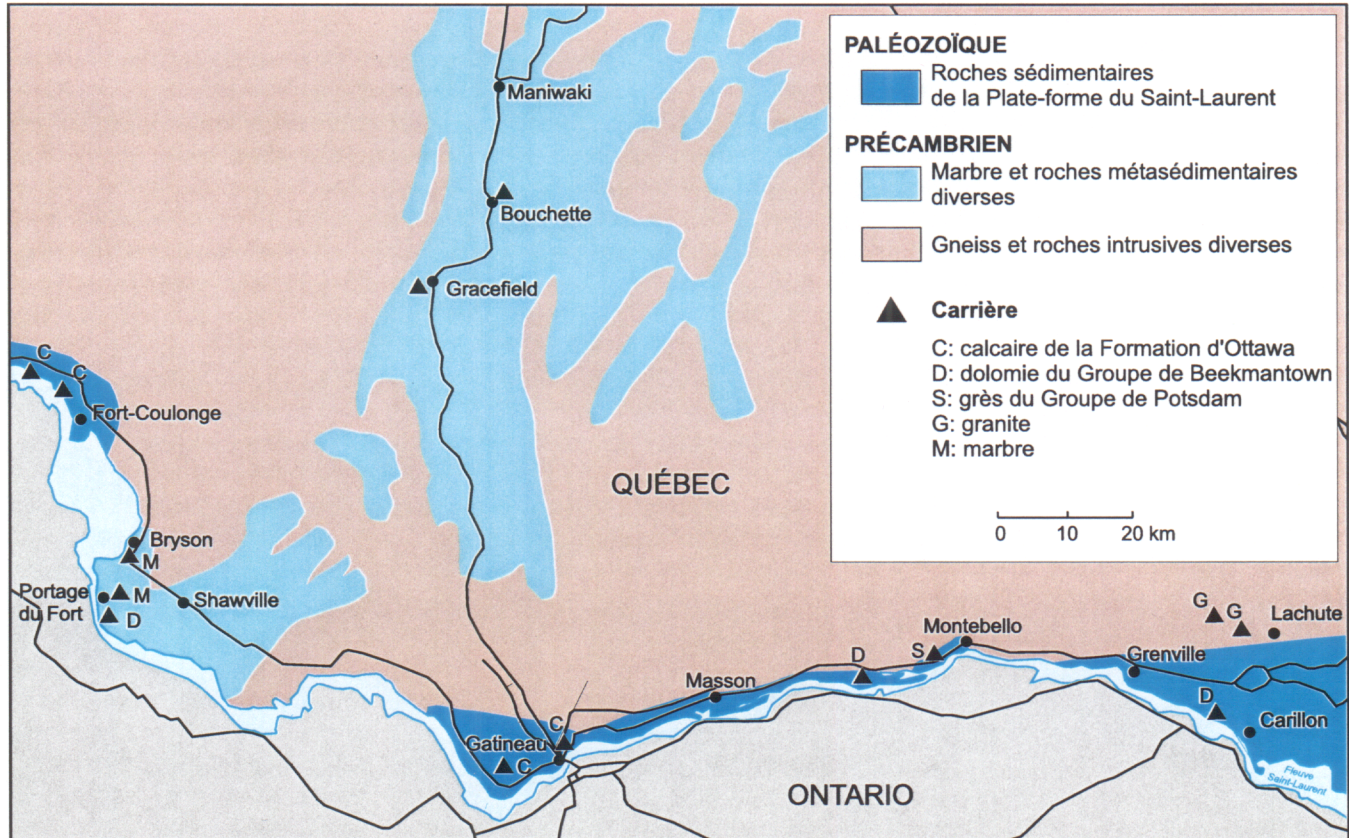 PALÉOZOÏQUE
Roches sédimentaires
de la Plate-forme du Saint-Laurent
PRÉCAMBRIEN
Marbre et roches métasédimentaires
diverses
Gneiss et roches intrusives diverses
Carrière
C: calcaire de la Formation d'Ottawa
D: dolomie du Groupe de Beekmantown
S: grès du Groupe de Potsdam
G: granite
M: marbre
0 10 20 km
Maniwaki
Bouchette
Gracefield
C
C
Fort-Coulonge
QUÉBEC
Bryson
M
Portage
du Fort
M
D
Shawville
G
G
Lachute
Montebello
S
D
Grenville
Masson
D
Carillon
C
Gatineau
C
Fleuve
Saint-Laurent
ONTARIO